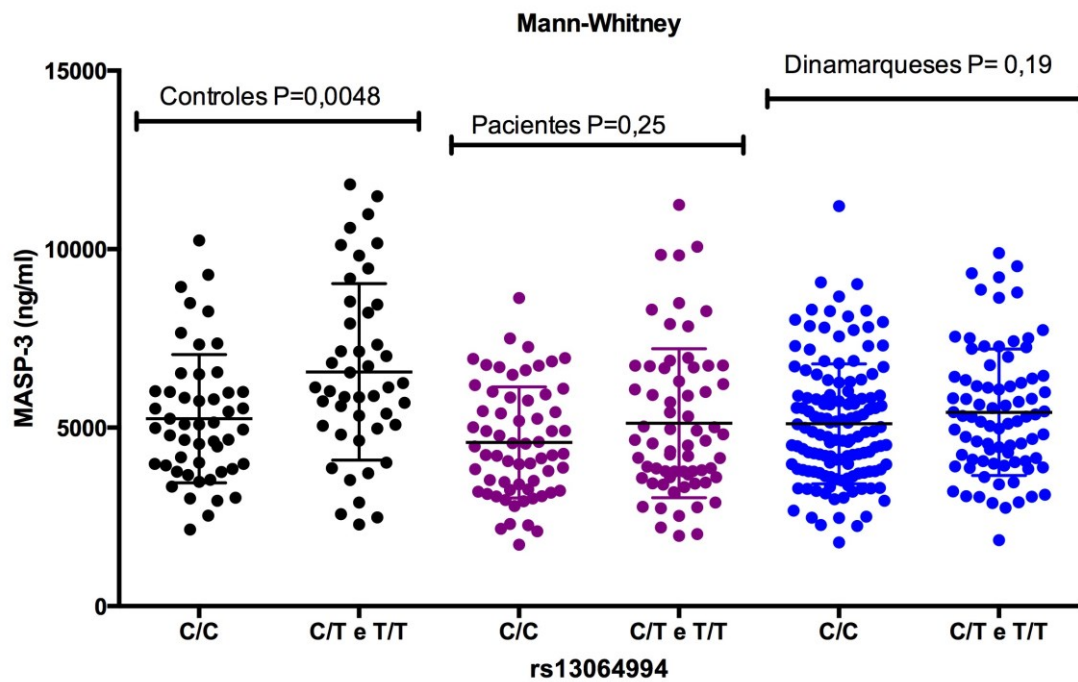 Mann-Whitney
15000
10000
5000
0
MASP-3 (ng/ml)
Controles P=0,0048
Pacientes P=0,25
Dinamarqueses P= 0,19
C/C
C/T e T/T
C/C
C/T e T/T
C/C
C/T e T/T
rs13064994